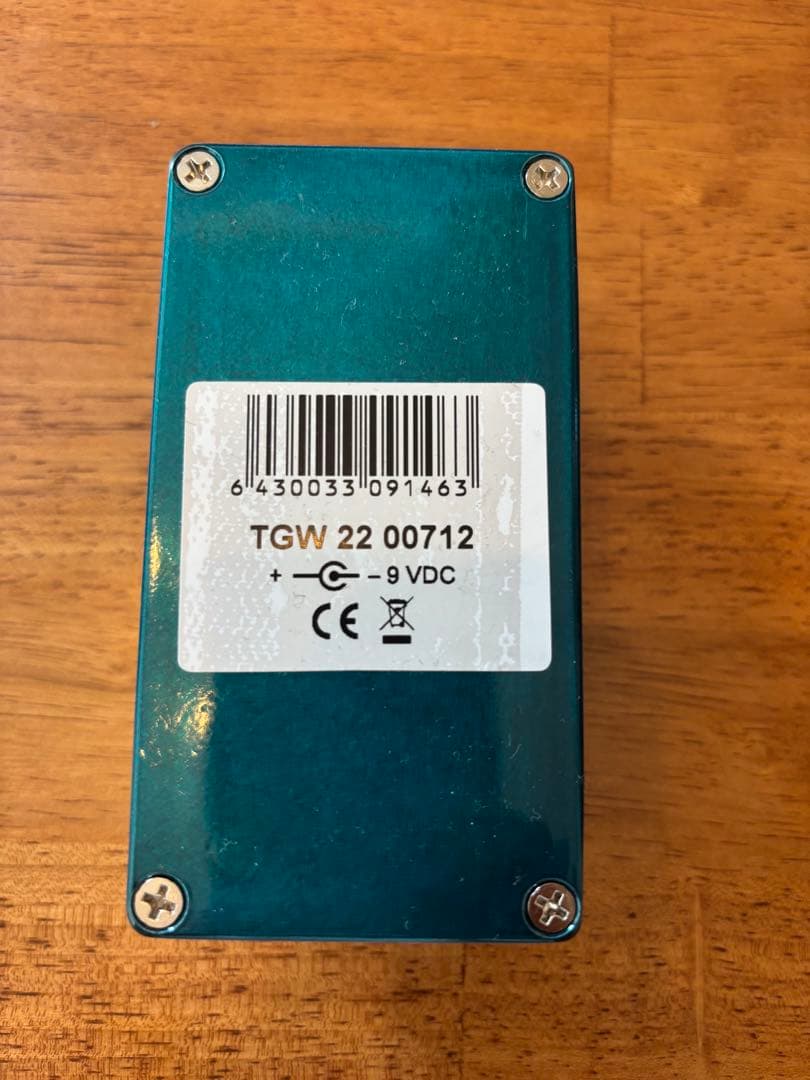 6 430033 091463
TGW 22 00712
+ – 9 VDC
CE